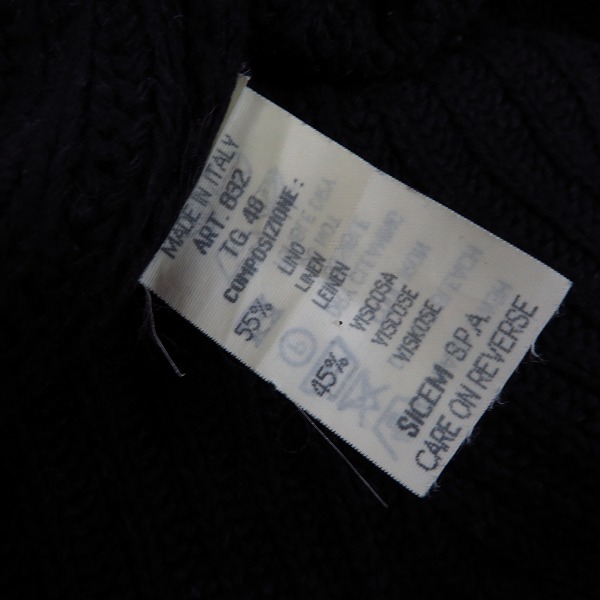 MADE IN ITALY
ART. 832
TG. 48
COMPOSIZIONE:
55% LINO
LINEN
LEINEN
45% VISCOSA
VISCOSE
VISKOSE
SICEM S.P.A.
CARE ON REVERSE